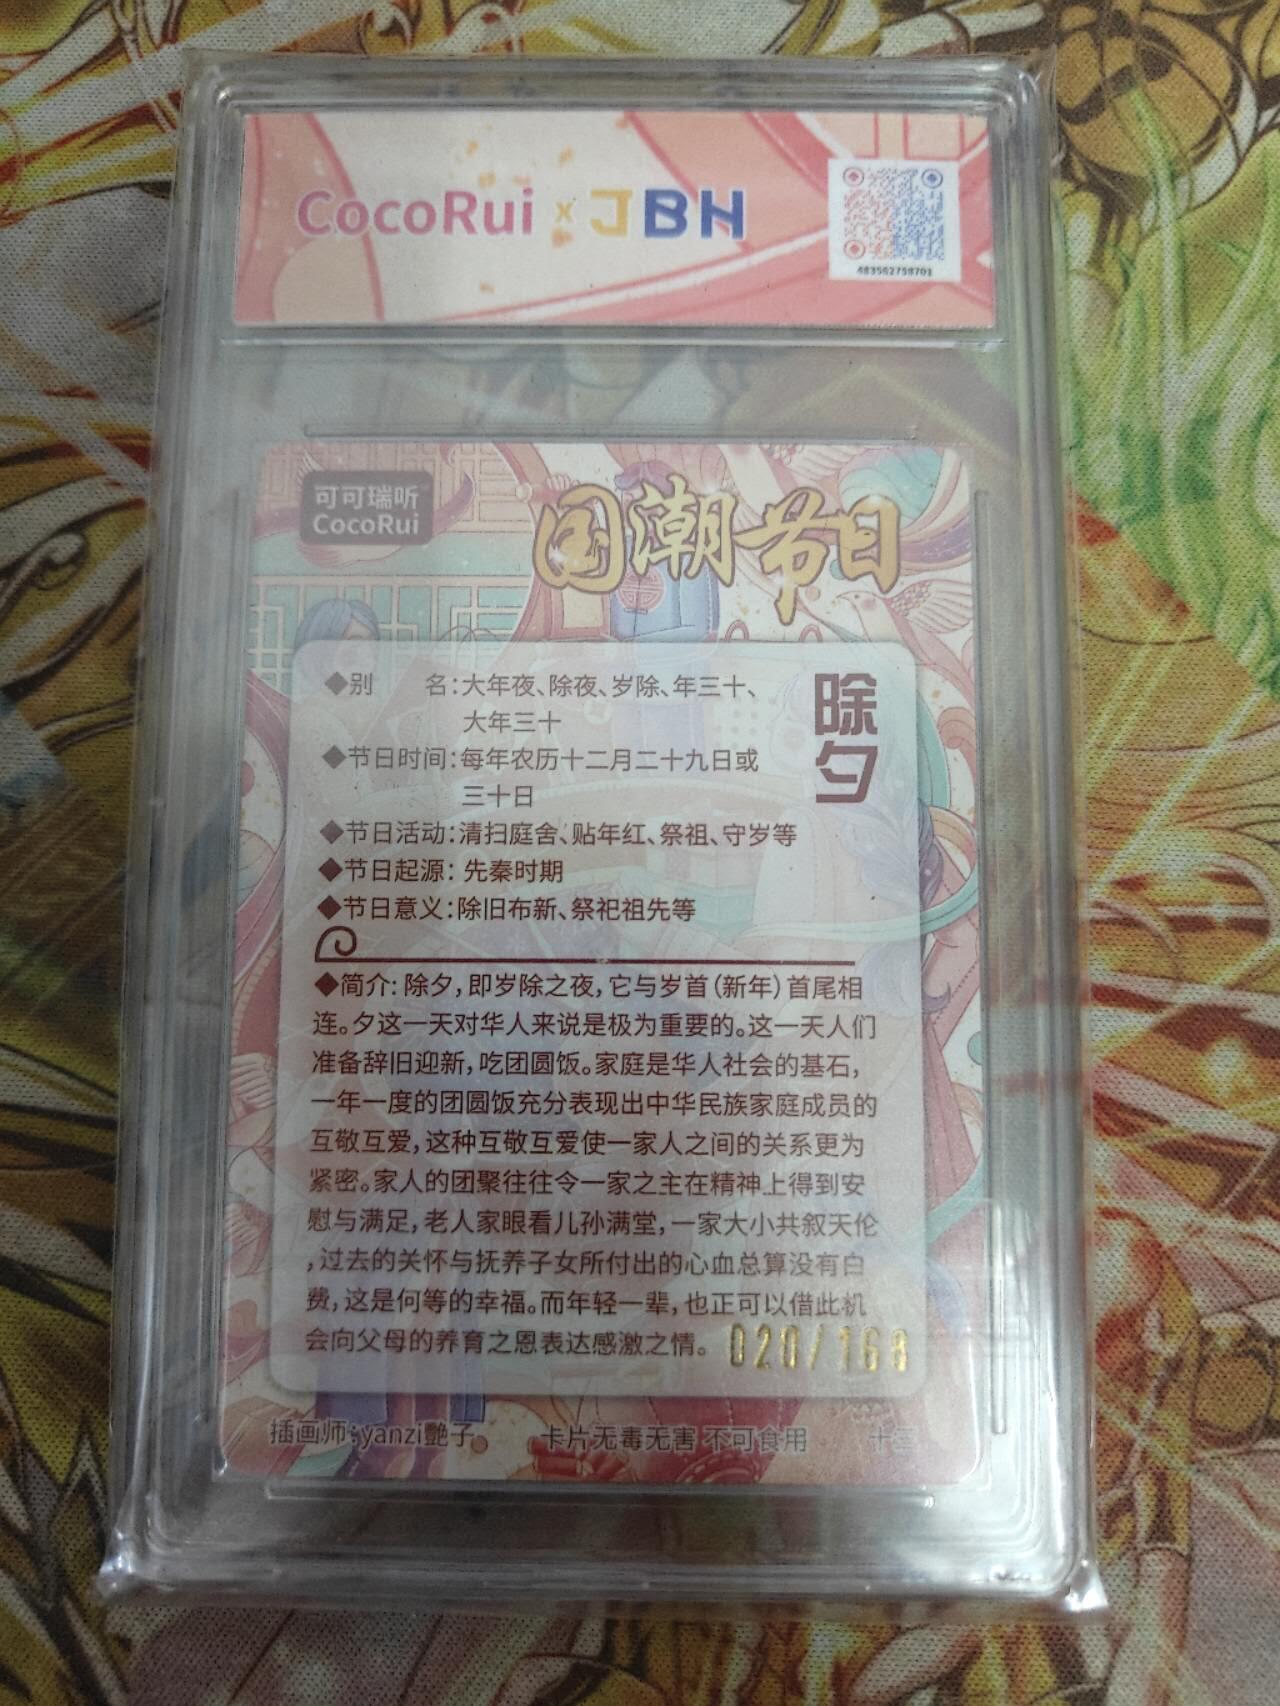 CocoRui x JBH
483562758701
可可瑞听
CocoRui
国潮节日
除夕
◆别 名:大年夜、除夜、岁除、年三十、
大年三十
◆节日时间:每年农历十二月二十九日或
三十日
◆节日活动:清扫庭舍、贴年红、祭祖、守岁等
◆节日起源:先秦时期
◆节日意义:除旧布新、祭祀祖先等
◆简介:除夕,即岁除之夜,它与岁首(新年)首尾相
连。夕这一天对华人来说是极为重要的。这一天人们
准备辞旧迎新,吃团圆饭。家庭是华人社会的基石,
一年一度的团圆饭充分表现出中华民族家庭成员的
互敬互爱,这种互敬互爱使一家人之间的关系更为
紧密。家人的团聚往往令一家之主在精神上得到安
慰与满足,老人家眼看儿孙满堂,一家大小共叙天伦
,过去的关怀与抚养子女所付出的心血总算没有白
费,这是何等的幸福。而年轻一辈,也正可以借此机
会向父母的养育之恩表达感激之情。
020/168
插画师:yanzi艷子 卡片无毒无害 不可食用